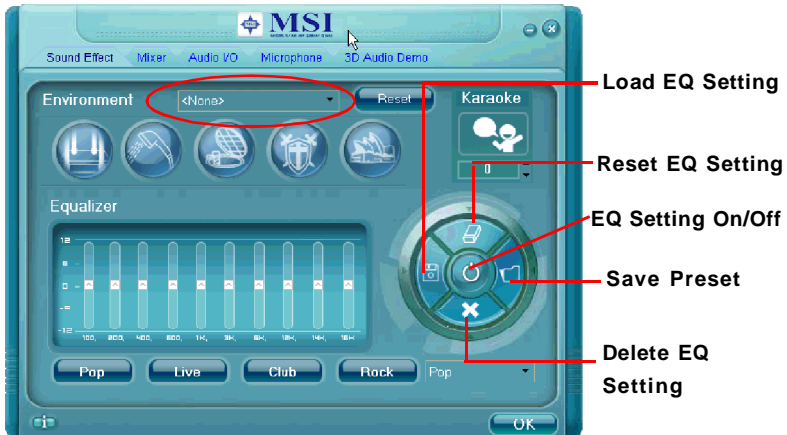 MSI
Sound Effect Mixer Audio I/O Microphone 3D Audio Demo
Environment <None> Reset Karaoke
0
Equalizer
12
8
0
-8
-12
100, 200, 400, 600, 1K, 3K, 6K, 12K, 14K, 16K
Pop Live Club Rock Pop
OK
Load EQ Setting
Reset EQ Setting
EQ Setting On/Off
Save Preset
Delete EQ
Setting